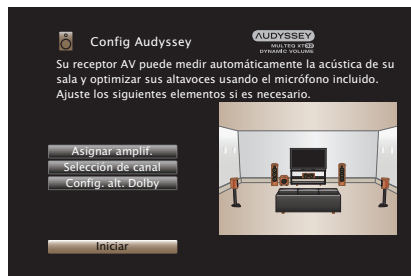 Config Audyssey
AUDYSSEY
MULTEQ XT32
DYNAMIC VOLUME
Su receptor AV puede medir automáticamente la acústica de su
sala y optimizar sus altavoces usando el micrófono incluido.
Ajuste los siguientes elementos si es necesario.
Asignar amplif.
Selección de canal
Config. alt. Dolby
Iniciar